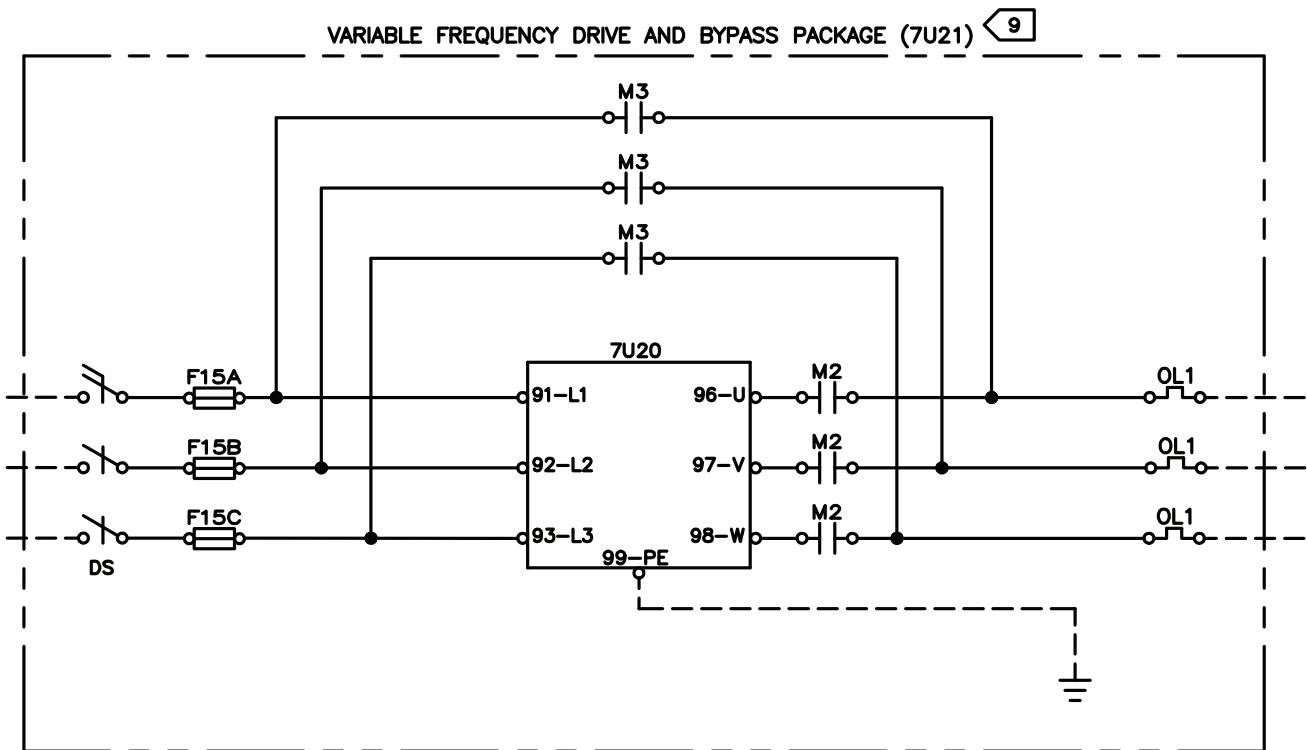 VARIABLE FREQUENCY DRIVE AND BYPASS PACKAGE (7U21)
9
M3
M3
M3
7U20
F15A
91-L1
96-U
M2
OL1
F15B
92-L2
97-V
M2
OL1
F15C
93-L3
98-W
M2
OL1
DS
99-PE